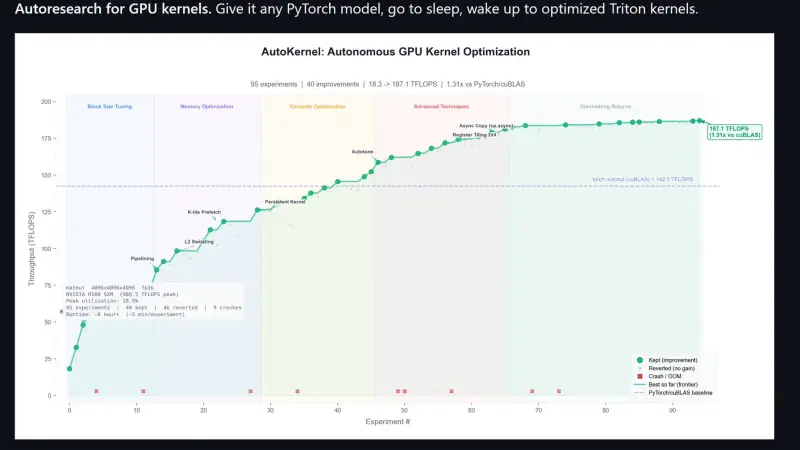 Autoresearch for GPU kernels. Give it any PyTorch model, go to sleep, wake up to optimized Triton kernels.
AutoKernel: Autonomous GPU Kernel Optimization
95 experiments | 40 improvements | 18.3 -> 187.1 TFLOPS | 1.31x vs PyTorch/cuBLAS
Block Size Tuning
Memory Optimization
Compute Optimization
Advanced Techniques
Diminishing Returns
Throughput (TFLOPS)
200
175
150
125
100
75
50
25
0
Pipelining
L2 Swizzling
K-tile Prefetch
Persistent Kernel
Autotune
Register Tiling 2x4
Async Copy (cp.async)
187.1 TFLOPS
(1.31x vs cuBLAS)
torch.matmul (cuBLAS) = 142.5 TFLOPS
matmul 4096x4096x4096 fp16
NVIDIA H100 SXM (989.5 TFLOPS peak)
Peak utilization: 18.9%
95 experiments | 40 kept | 46 reverted | 9 crashes
Runtime: ~8 hours (~5 min/experiment)
Kept (improvement)
Reverted (no gain)
Crash / OOM
Best so far (frontier)
PyTorch/cuBLAS baseline
0
10
20
30
40
50
60
70
80
90
Experiment #